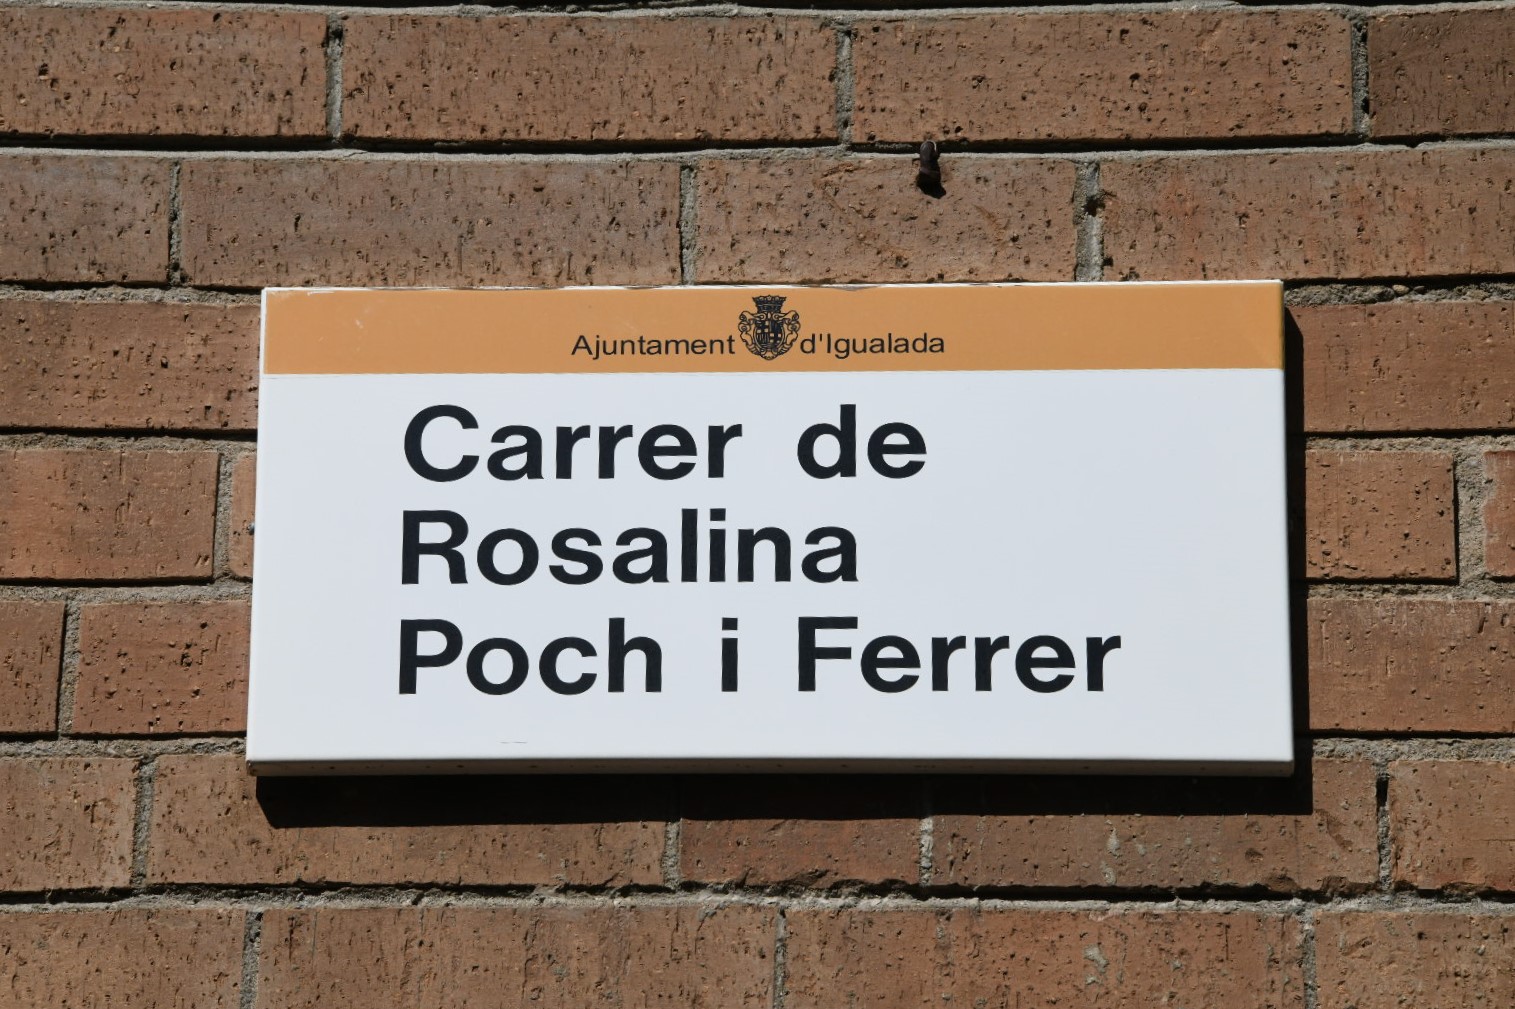 Ajuntament d'Igualada
Carrer de
Rosalina
Poch i Ferrer